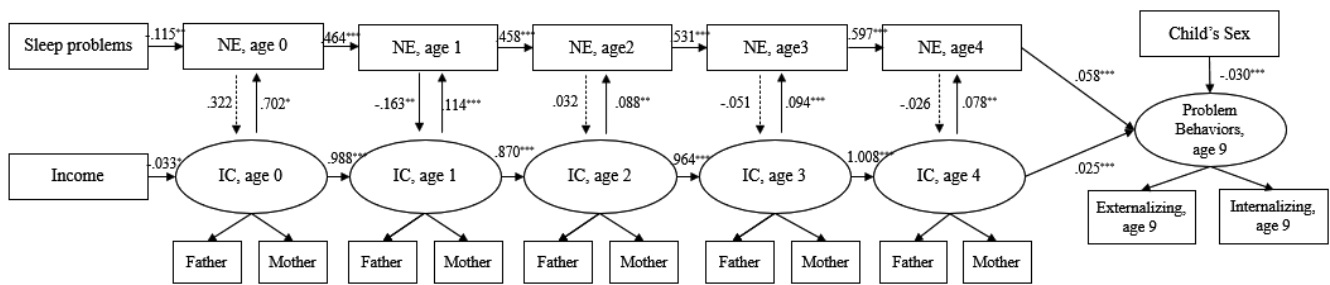 Sleep problems
-.115**
NE, age 0
.464***
NE, age 1
.458***
NE, age2
.531***
NE, age3
.597***
NE, age4
Child's Sex
.058***
-.030***
.322
.702*
-.163**
.114***
.032
.088**
-.051
.094***
-.026
.078**
Problem
Behaviors,
age 9
Income
-.033*
IC, age 0
.988***
IC, age 1
.870***
IC, age 2
.964***
IC, age 3
1.008***
IC, age 4
.025***
Externalizing,
age 9
Internalizing,
age 9
Father
Mother
Father
Mother
Father
Mother
Father
Mother
Father
Mother